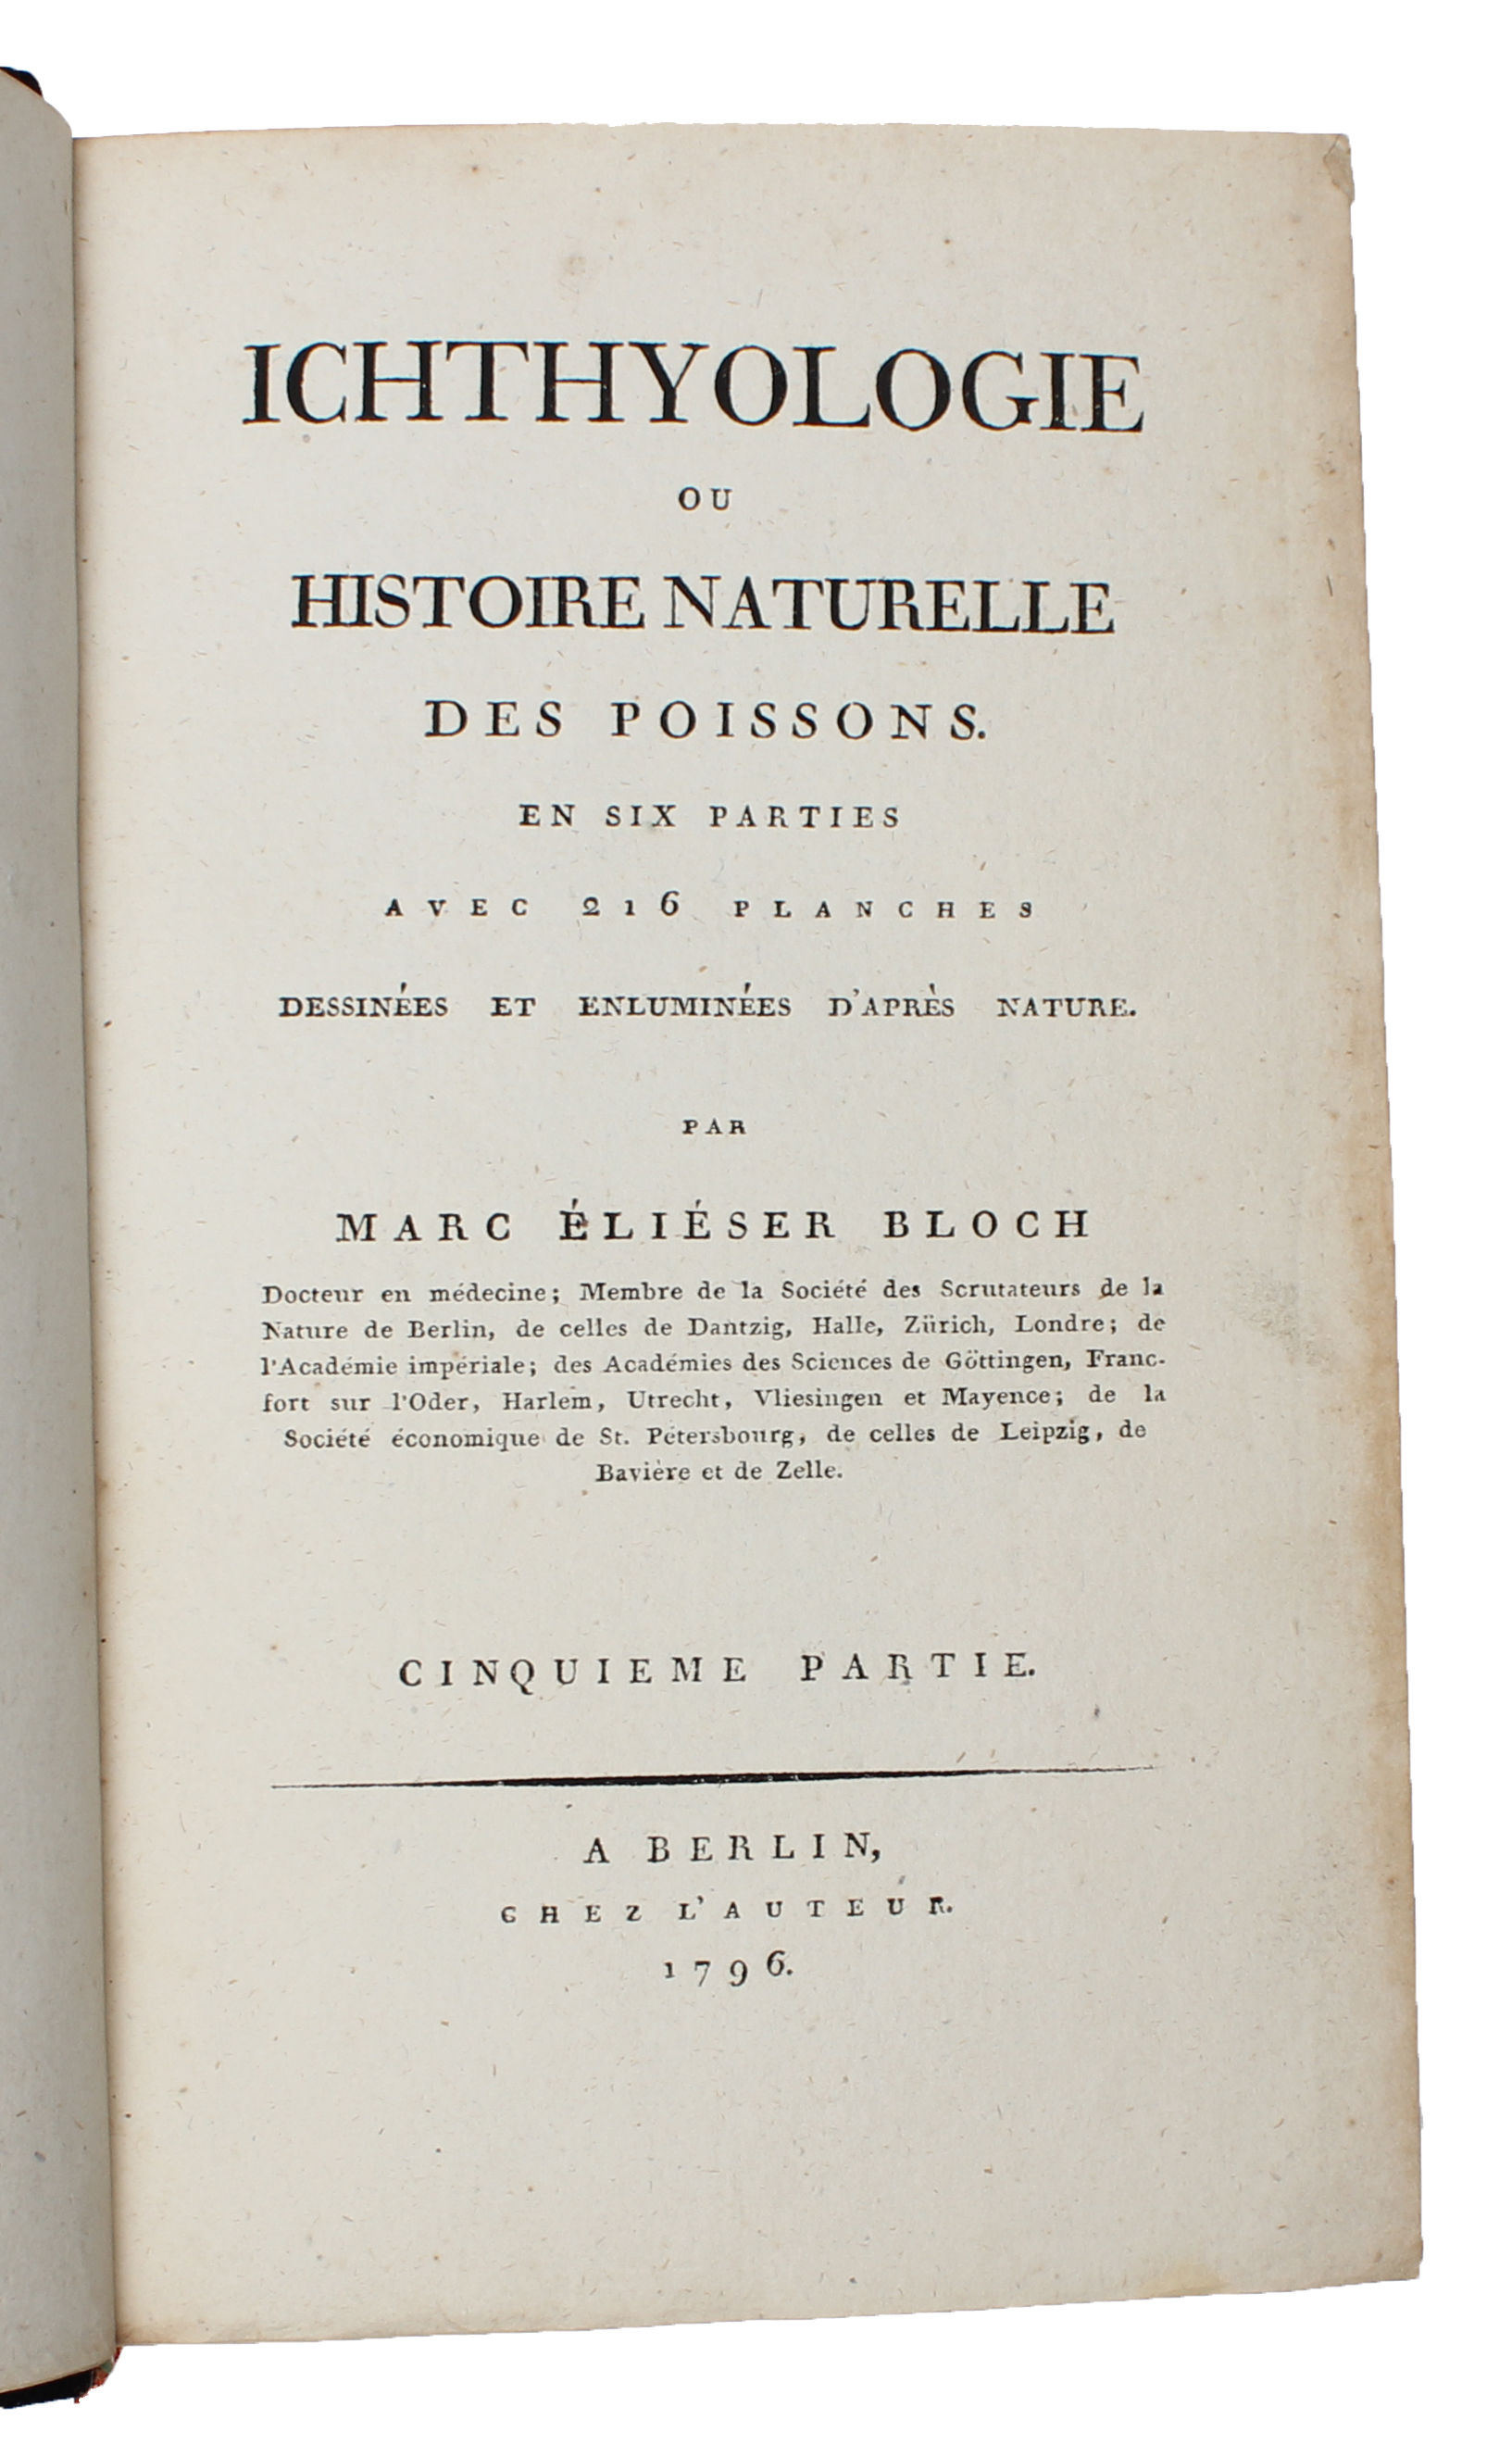 ICHTHYOLOGIE
OU
HISTOIRE NATURELLE
DES POISSONS.
EN SIX PARTIES
AVEC 216 PLANCHES
DESSINÉES ET ENLUMINÉES D'APRÈS NATURE.
PAR
MARC ÉLIÉSER BLOCH
Docteur en médecine; Membre de la Société des Scrutateurs de la
Nature de Berlin, de celles de Dantzig, Halle, Zürich, Londre; de
l'Académie impériale; des Académies des Sciences de Göttingen, Franc-
fort sur l'Oder, Harlem, Utrecht, Vliesingen et Mayence; de la
Société économique de St. Pétersbourg, de celles de Leipzig, de
Bavière et de Zelle.
CINQUIEME PARTIE.
A BERLIN,
CHEZ L'AUTEUR.
1796.